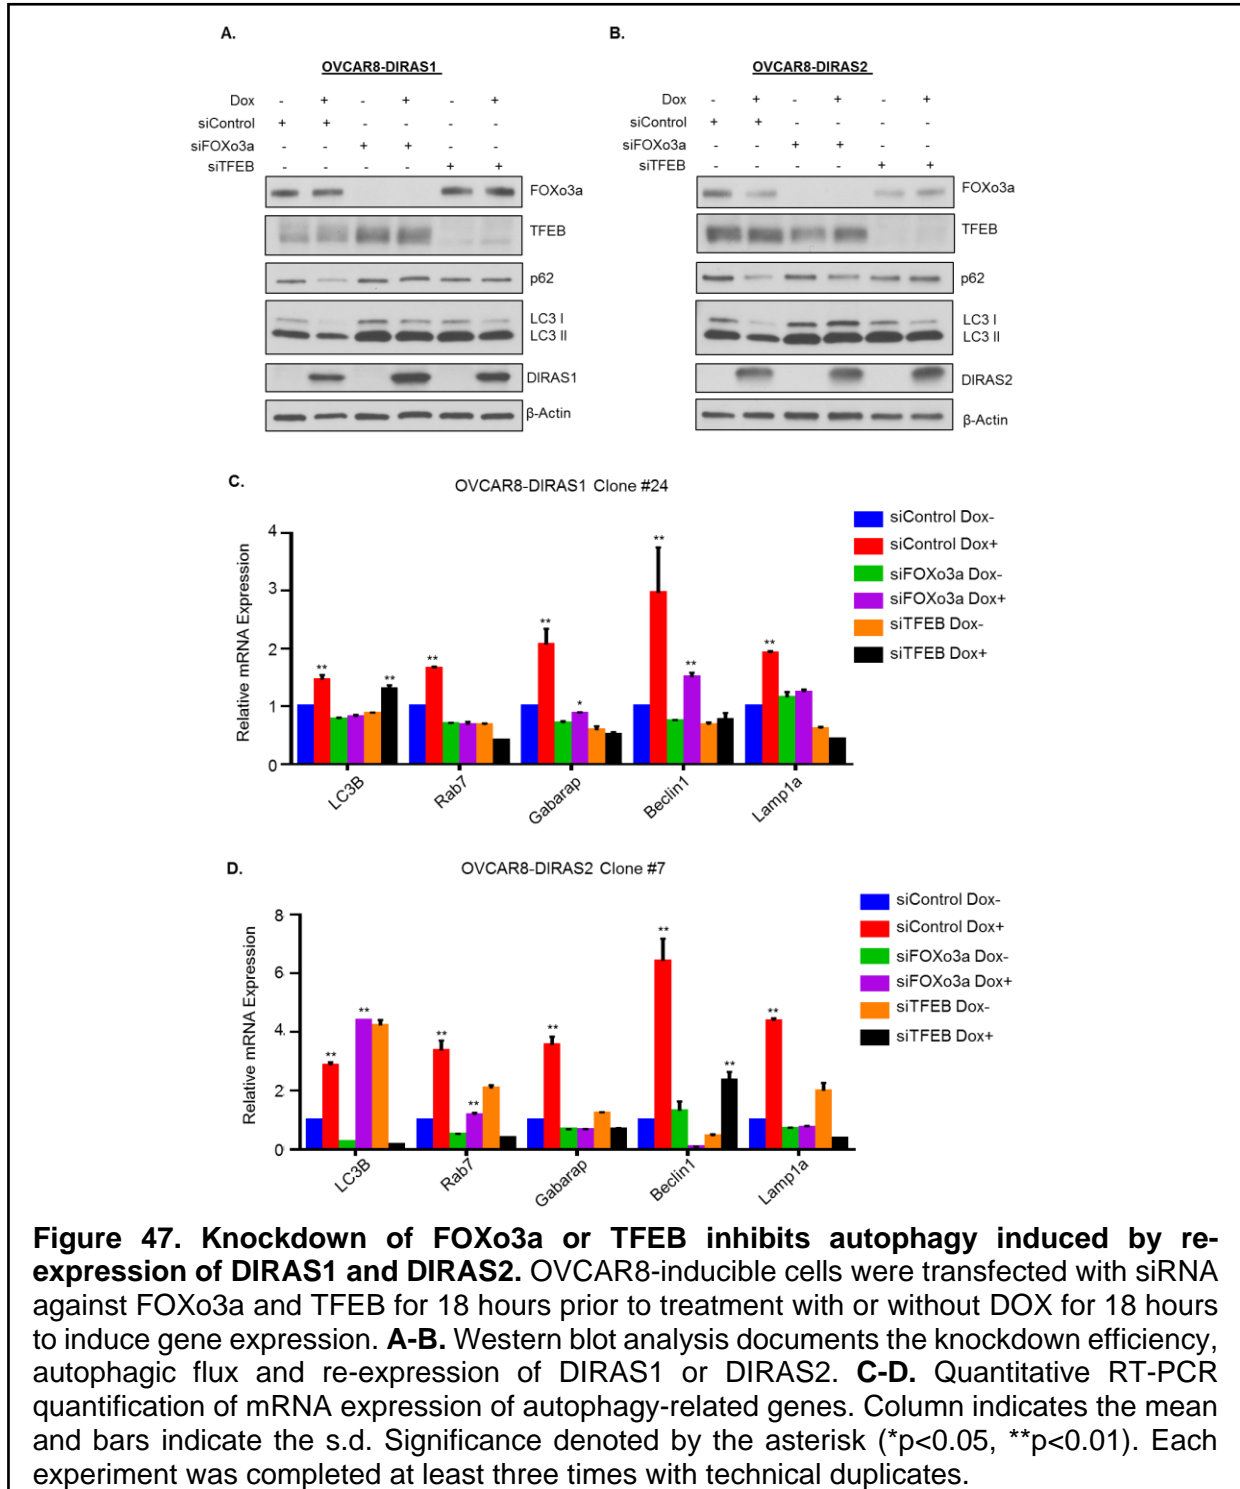 A.
OVCAR8-DIRAS1
Dox - + - + - +
siControl + + - - - -
siFOXo3a - - + + - -
siTFEB - - - - + +
FOXo3a
TFEB
p62
LC3 I
LC3 II
DIRAS1
β-Actin
B.
OVCAR8-DIRAS2
Dox - + - + - +
siControl + + - - - -
siFOXo3a - - + + - -
siTFEB - - - - + +
FOXo3a
TFEB
p62
LC3 I
LC3 II
DIRAS2
β-Actin
C.
OVCAR8-DIRAS1 Clone #24
Relative mRNA Expression
4
3
2
1
0
** ** ** ** * ** ** **
LC3B Rab7 Gabarap Beclin1 Lamp1a
siControl Dox-
siControl Dox+
siFOXo3a Dox-
siFOXo3a Dox+
siTFEB Dox-
siTFEB Dox+
D.
OVCAR8-DIRAS2 Clone #7
Relative mRNA Expression
8
6
4
2
0
** ** ** ** ** ** ** **
LC3B Rab7 Gabarap Beclin1 Lamp1a
siControl Dox-
siControl Dox+
siFOXo3a Dox-
siFOXo3a Dox+
siTFEB Dox-
siTFEB Dox+
Figure 47. Knockdown of FOXo3a or TFEB inhibits autophagy induced by re-
expression of DIRAS1 and DIRAS2. OVCAR8-inducible cells were transfected with siRNA
against FOXo3a and TFEB for 18 hours prior to treatment with or without DOX for 18 hours
to induce gene expression. A-B. Western blot analysis documents the knockdown efficiency,
autophagic flux and re-expression of DIRAS1 or DIRAS2. C-D. Quantitative RT-PCR
quantification of mRNA expression of autophagy-related genes. Column indicates the mean
and bars indicate the s.d. Significance denoted by the asterisk (*p<0.05, **p<0.01). Each
experiment was completed at least three times with technical duplicates.